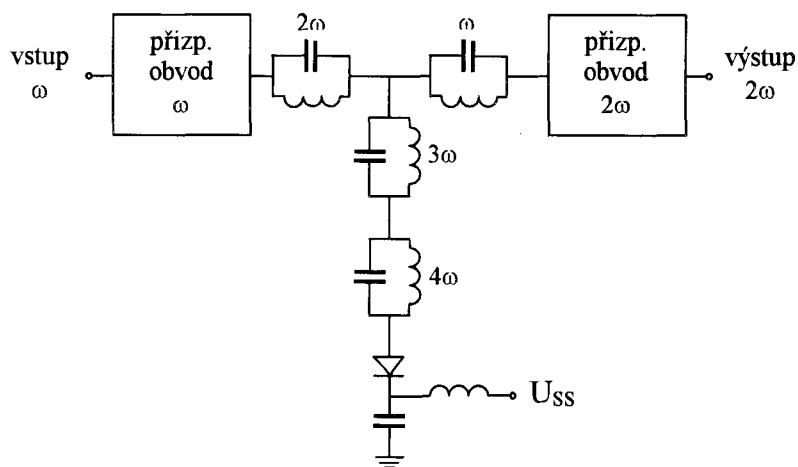 vstup
ω
přizp.
obvod
ω
2ω
ω
přizp.
obvod
2ω
výstup
2ω
3ω
4ω
USS